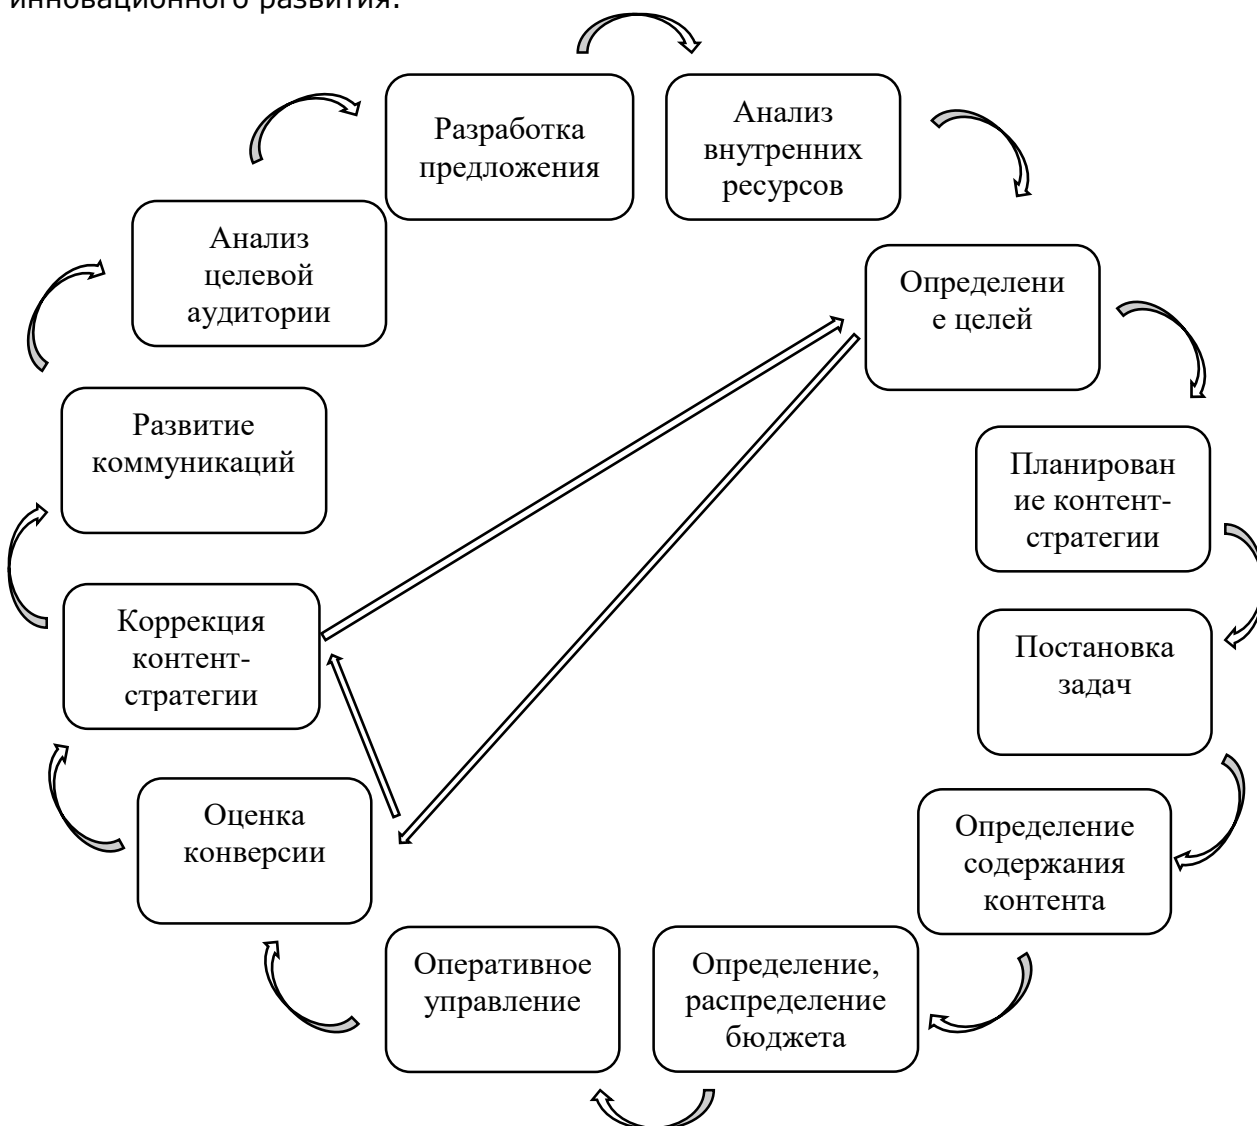 инновационного развития.
Разработка
предложения
Анализ
внутренних
ресурсов
Определени
е целей
Планирован
ие контент-
стратегии
Постановка
задач
Определение
содержания
контента
Определение,
распределение
бюджета
Оперативное
управление
Оценка
конверсии
Коррекция
контент-
стратегии
Развитие
коммуникаций
Анализ
целевой
аудитории